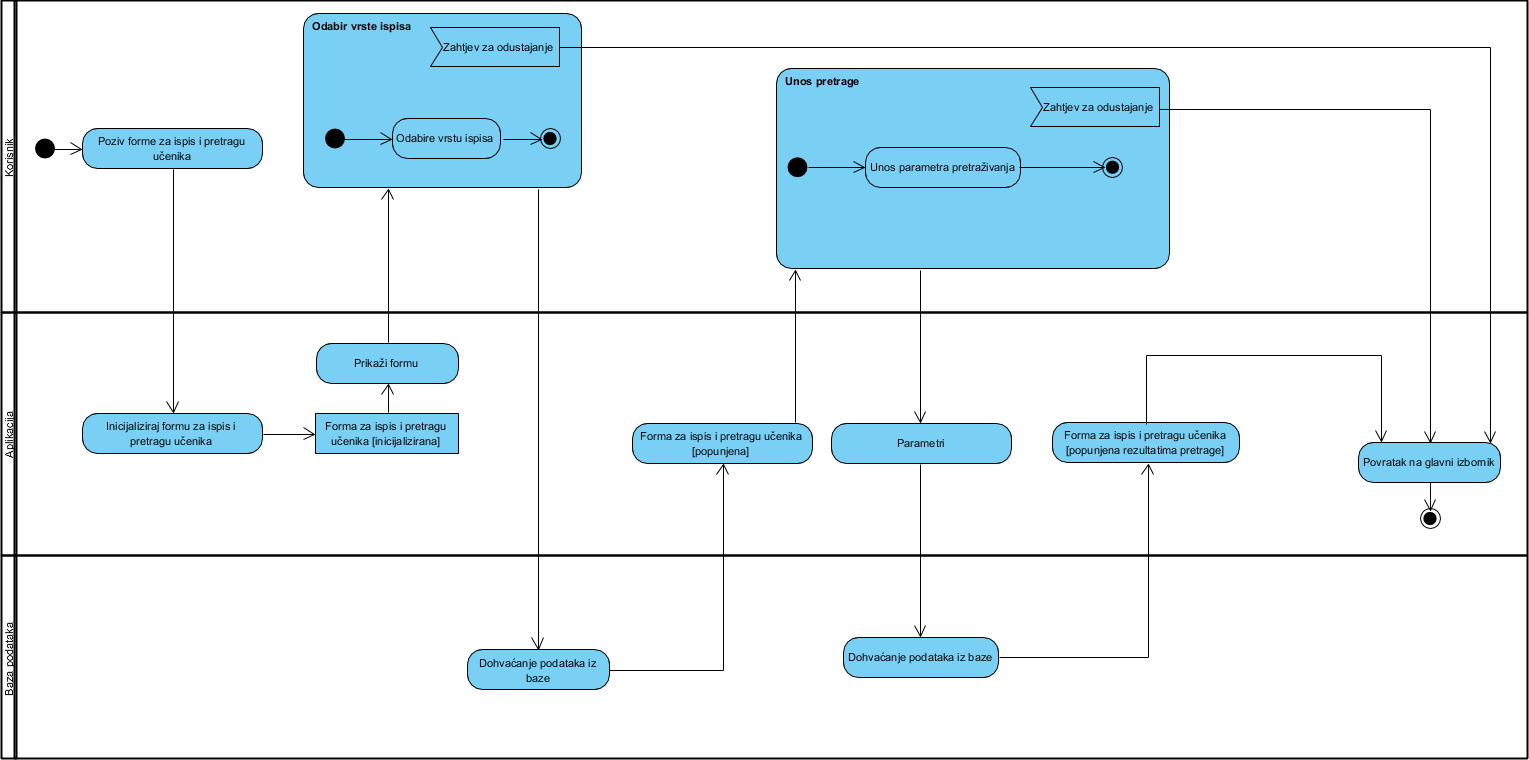 Korisnik
Odabir vrste ispisa
Zahtjev za odustajanje
Odabire vrstu ispisa
Poziv forme za ispis i pretragu
učenika
Unos pretrage
Zahtjev za odustajanje
Unos parametra pretraživanja
Aplikacija
Prikaži formu
Inicijaliziraj formu za ispis i
pretragu učenika
Forma za ispis i pretragu
učenika [inicijalizirana]
Forma za ispis i pretragu učenika
[popunjena]
Parametri
Forma za ispis i pretragu učenika
[popunjena rezultatima pretrage]
Povratak na glavni izbornik
Baza podataka
Dohvaćanje podataka iz
baze
Dohvaćanje podataka iz baze